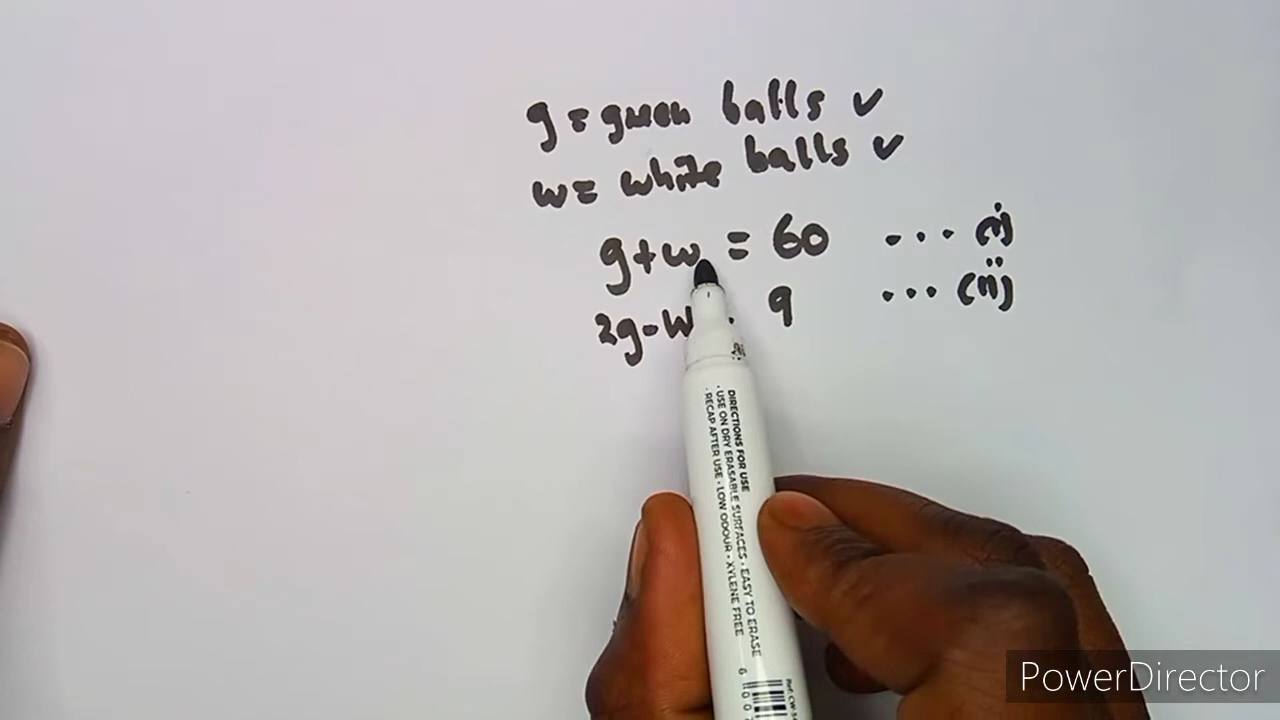 g = green balls ✓
w = white balls ✓
g + w = 60 ... (i)
2g - w 9 ... (ii)
DIRECTIONS FOR USE
• USE ON DRY ERASABLE SURFACES • EASY TO ERASE
• RECAP AFTER USE • LOW ODOUR • XYLENE FREE
PowerDirector